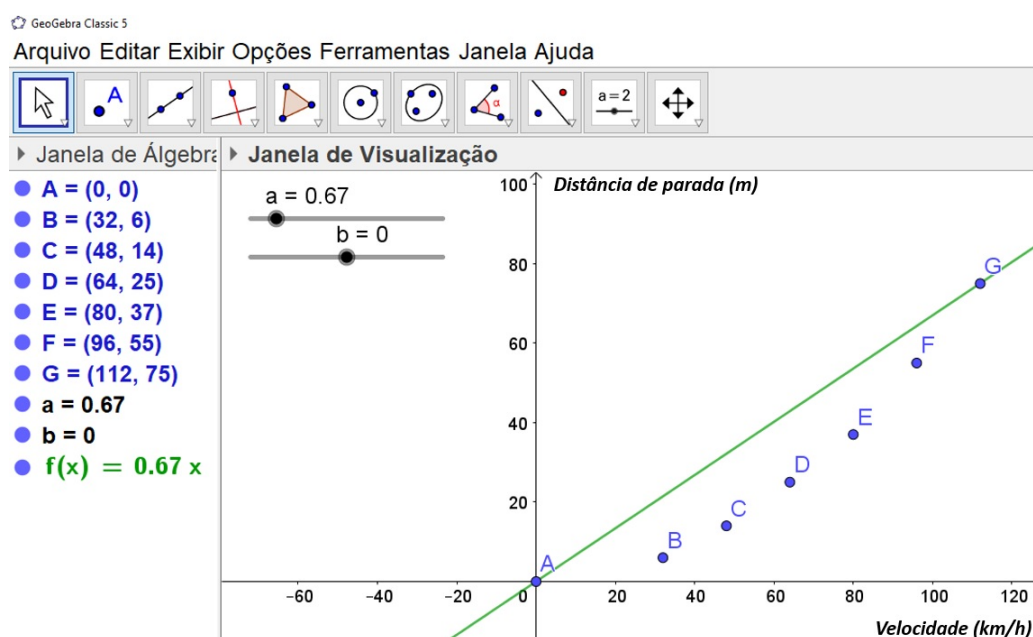 GeoGebra Classic 5
Arquivo Editar Exibir Opções Ferramentas Janela Ajuda
A
α
a=2
Janela de Álgebra
Janela de Visualização
A = (0, 0)
B = (32, 6)
C = (48, 14)
D = (64, 25)
E = (80, 37)
F = (96, 55)
G = (112, 75)
a = 0.67
b = 0
f(x) = 0.67 x
a = 0.67
b = 0
Distância de parada (m)
100
80
60
40
20
0
G
F
E
D
C
B
A
−60 −40 −20 20 40 60 80 100 120
Velocidade (km/h)